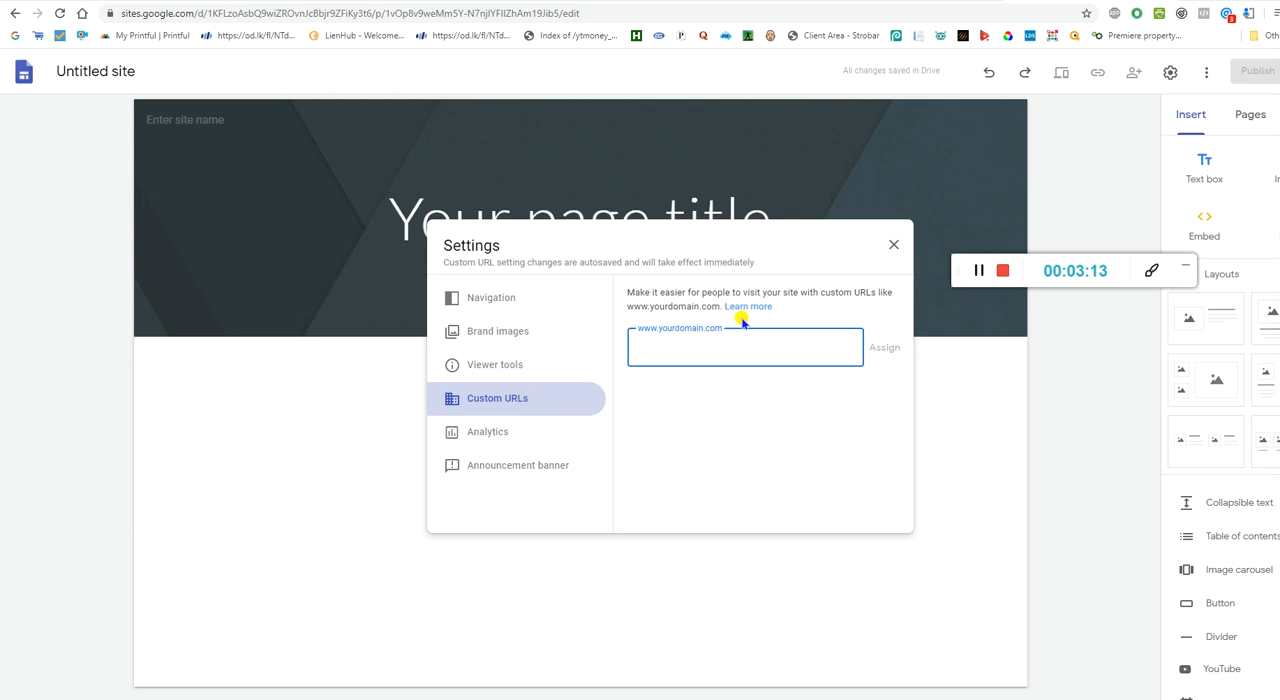 sites.google.com/d/1KFLzoAsbQ9wiZROvnJcBbjr9ZFiKy3t6/p/1vOp8v9weMm5Y-N7njIYFIIZhAm19Jib5/edit
My Printful | Printful
https://od.lk/fl/NTd...
LienHub - Welcome...
https://od.lk/fl/NTd...
Index of /ytmoney_...
Client Area - Strobar
Premiere property...
Untitled site
All changes saved in Drive
Publish
Enter site name
Your page title
Insert
Pages
Text box
Embed
Layouts
Collapsible text
Table of contents
Image carousel
Button
Divider
YouTube
Settings
Custom URL setting changes are autosaved and will take effect immediately
Navigation
Brand images
Viewer tools
Custom URLs
Analytics
Announcement banner
Make it easier for people to visit your site with custom URLs like
www.yourdomain.com. Learn more
www.yourdomain.com
Assign
00:03:13